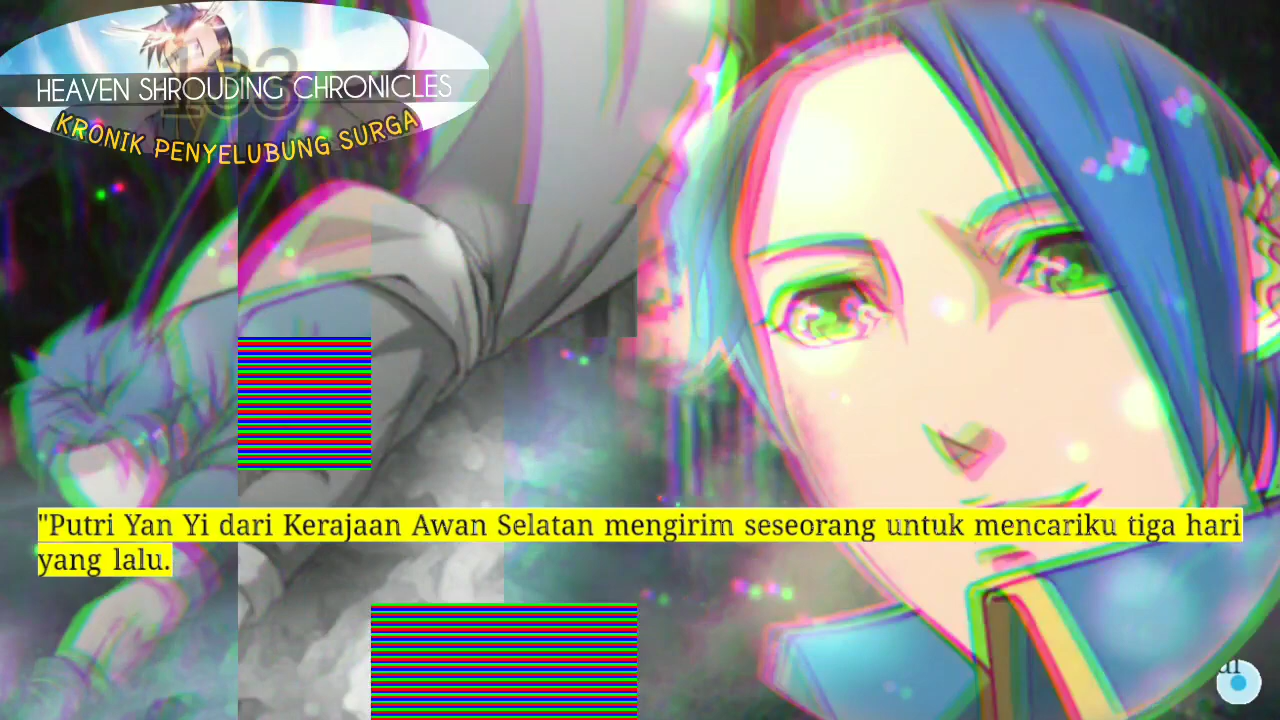 133
HEAVEN SHROUDING CHRONICLES
KRONIK PENYELUBUNG SURGA
"Putri Yan Yi dari Kerajaan Awan Selatan mengirim seseorang untuk mencariku tiga hari
yang lalu.